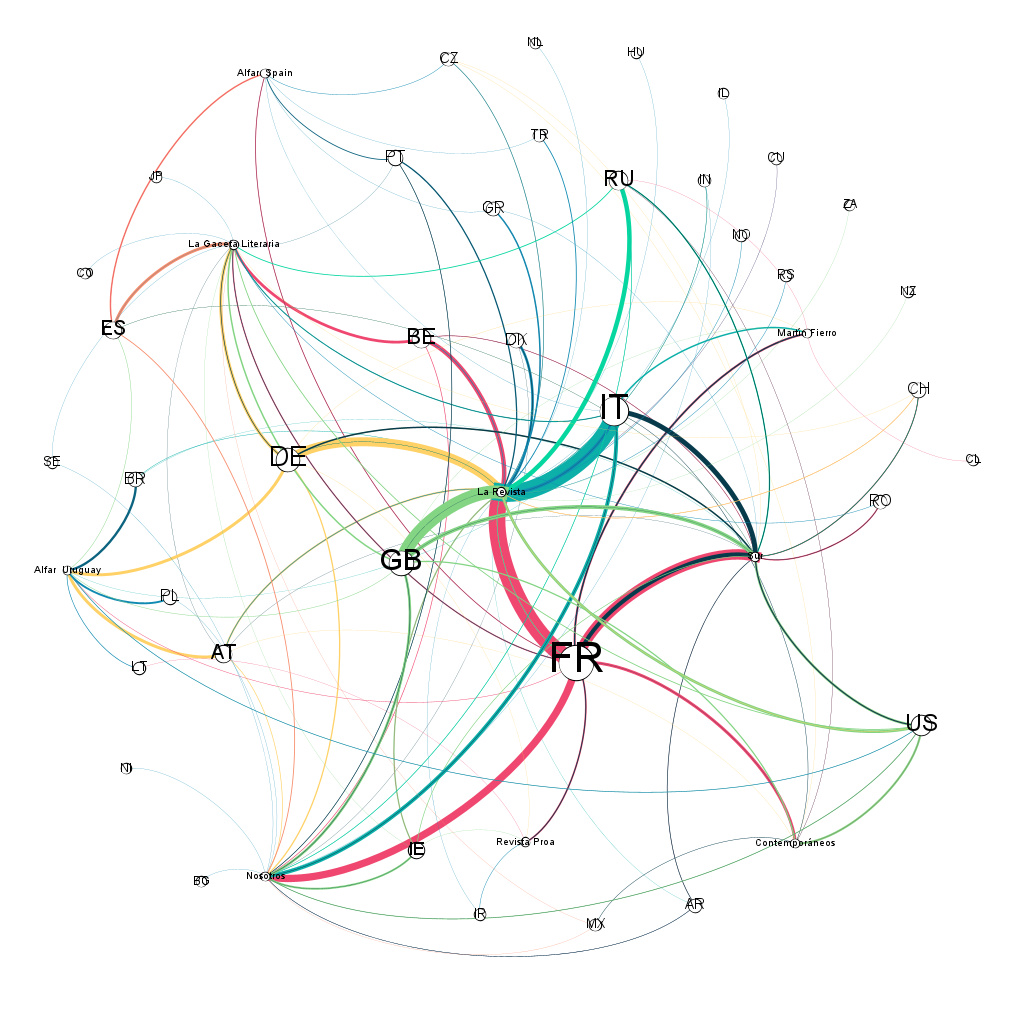 NL
HU
CZ
Alfar Spain
ID
TR
PT
CU
JP
RU
IN
GR
ZA
NO
La Gaceta Literaria
CO
RS
NZ
ES
Martín Fierro
BE
DK
CH
IT
DE
SE
CL
BR
La Revista
RO
Sur
GB
Alfar Uruguay
PL
AT
FR
LT
US
NI
Revista Proa
Contemporáneos
IE
Nosotros
BG
AR
IR
MX